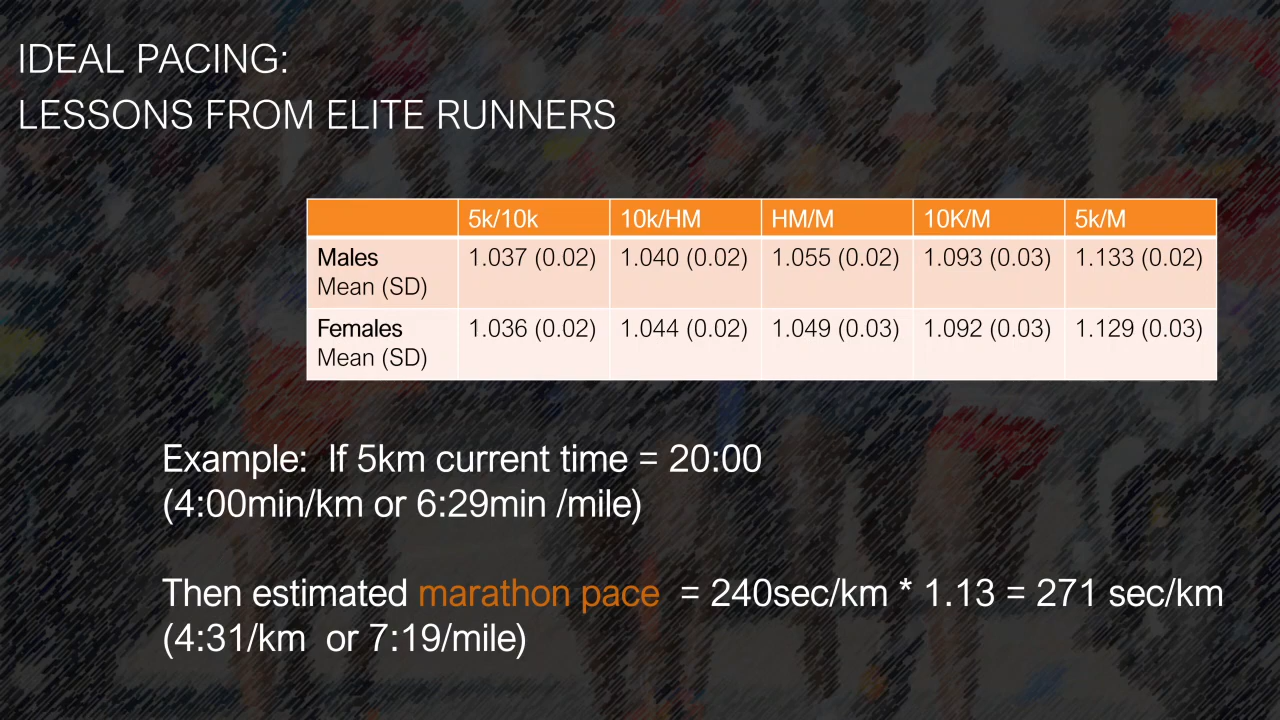 IDEAL PACING:
LESSONS FROM ELITE RUNNERS
5k/10k 10k/HM HM/M 10K/M 5k/M
Males 1.037 (0.02) 1.040 (0.02) 1.055 (0.02) 1.093 (0.03) 1.133 (0.02)
Mean (SD)
Females 1.036 (0.02) 1.044 (0.02) 1.049 (0.03) 1.092 (0.03) 1.129 (0.03)
Mean (SD)
Example: If 5km current time = 20:00
(4:00min/km or 6:29min /mile)
Then estimated marathon pace = 240sec/km * 1.13 = 271 sec/km
(4:31/km or 7:19/mile)